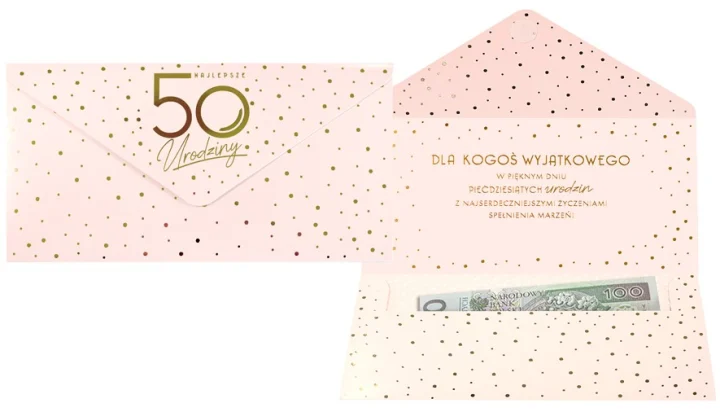 NAJLEPSZE
50
Urodziny
DLA KOGOŚ WYJĄTKOWEGO
W PIĘKNYM DNIU
PIĘĆDZIESIĄTYCH urodzin
Z NAJSERDECZNIEJSZYMI ŻYCZENIAMI
SPEŁNIENIA MARZEŃ!
NARODOWY 100
BANK